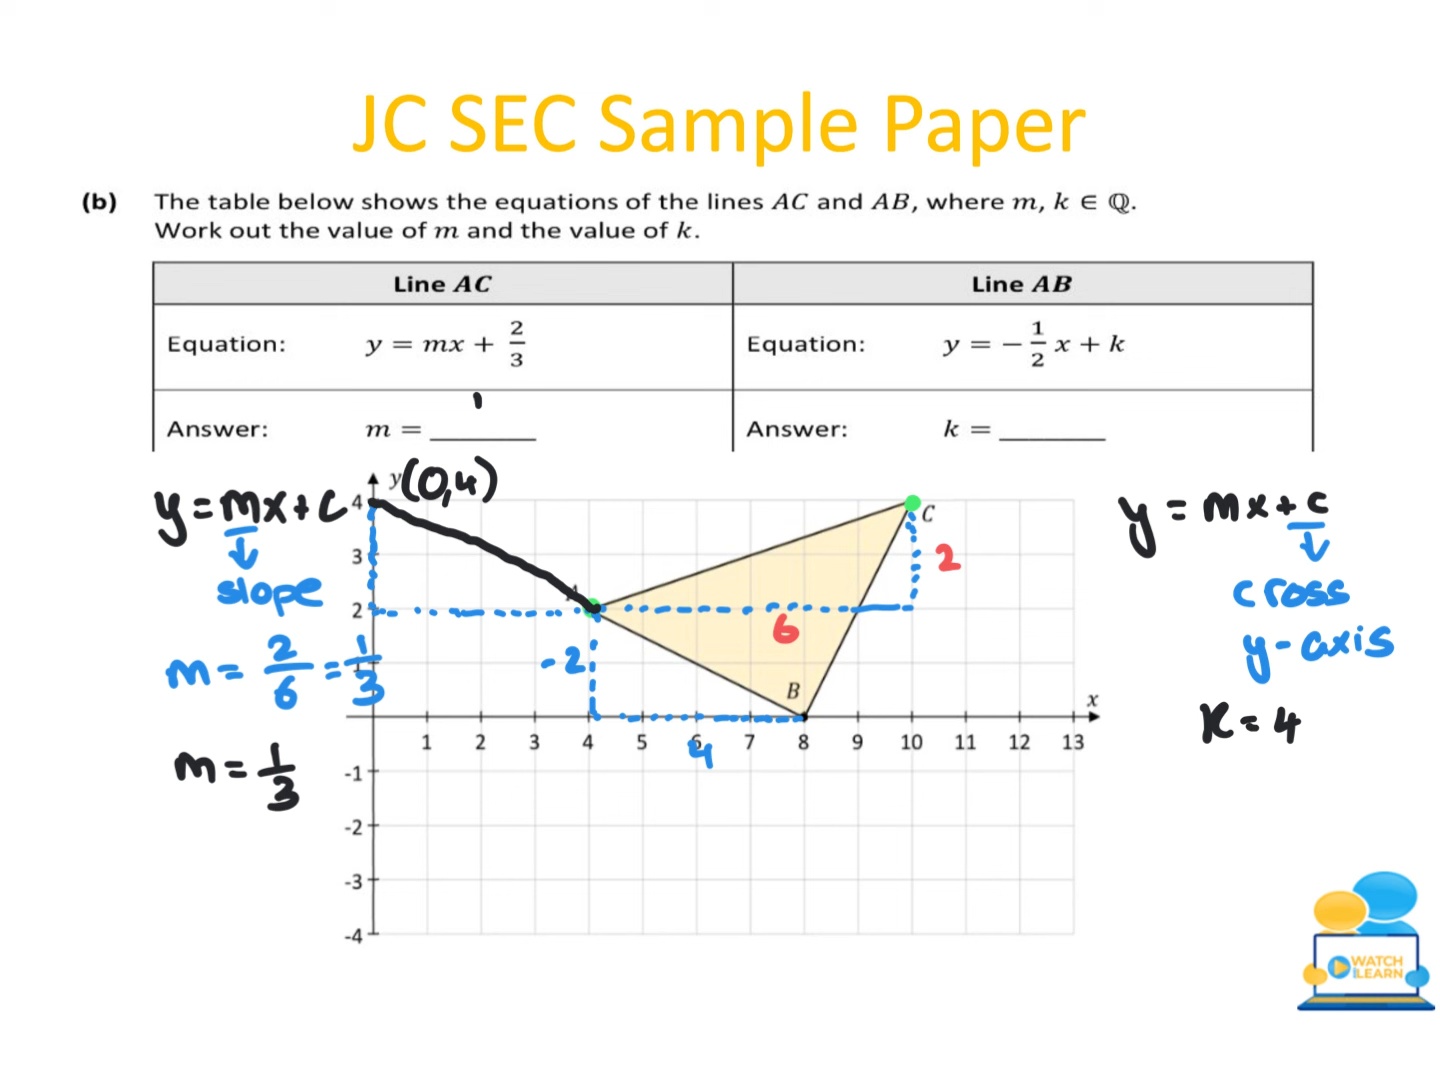 JC SEC Sample Paper
(b) The table below shows the equations of the lines AC and AB, where m, k ∈ ℚ.
Work out the value of m and the value of k.
Line AC Line AB
Equation: y = mx + 2/3 Equation: y = − 1/2 x + k
Answer: m = ______ Answer: k = ______
y = mx + c
slope
m = 2/6 = 1/3
m = 1/3
y (0,4)
4
3
2
-1
-2
-3
-4
A
C
B
2
6
-2
4
x
1 2 3 4 5 6 7 8 9 10 11 12 13
y = mx + c
cross
y-axis
k = 4
WATCH
LEARN